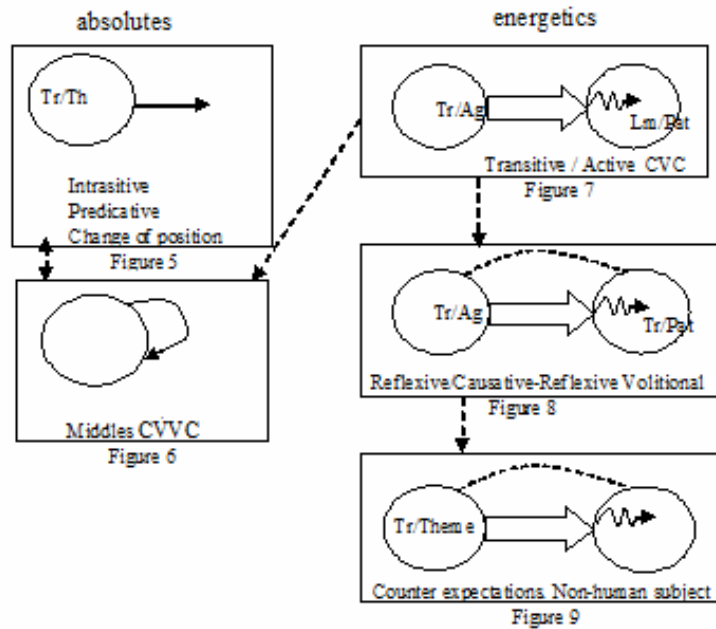 absolutes
Tr/Th
Intrasitive
Predicative
Change of position
Figure 5
Middles CVVC
Figure 6
energetics
Tr/Ag
Lm/Pat
Transitive / Active CVC
Figure 7
Tr/Ag
Tr/Pat
Reflexive/Causative-Reflexive Volitional
Figure 8
Tr/Theme
Counter expectations. Non-human subject
Figure 9